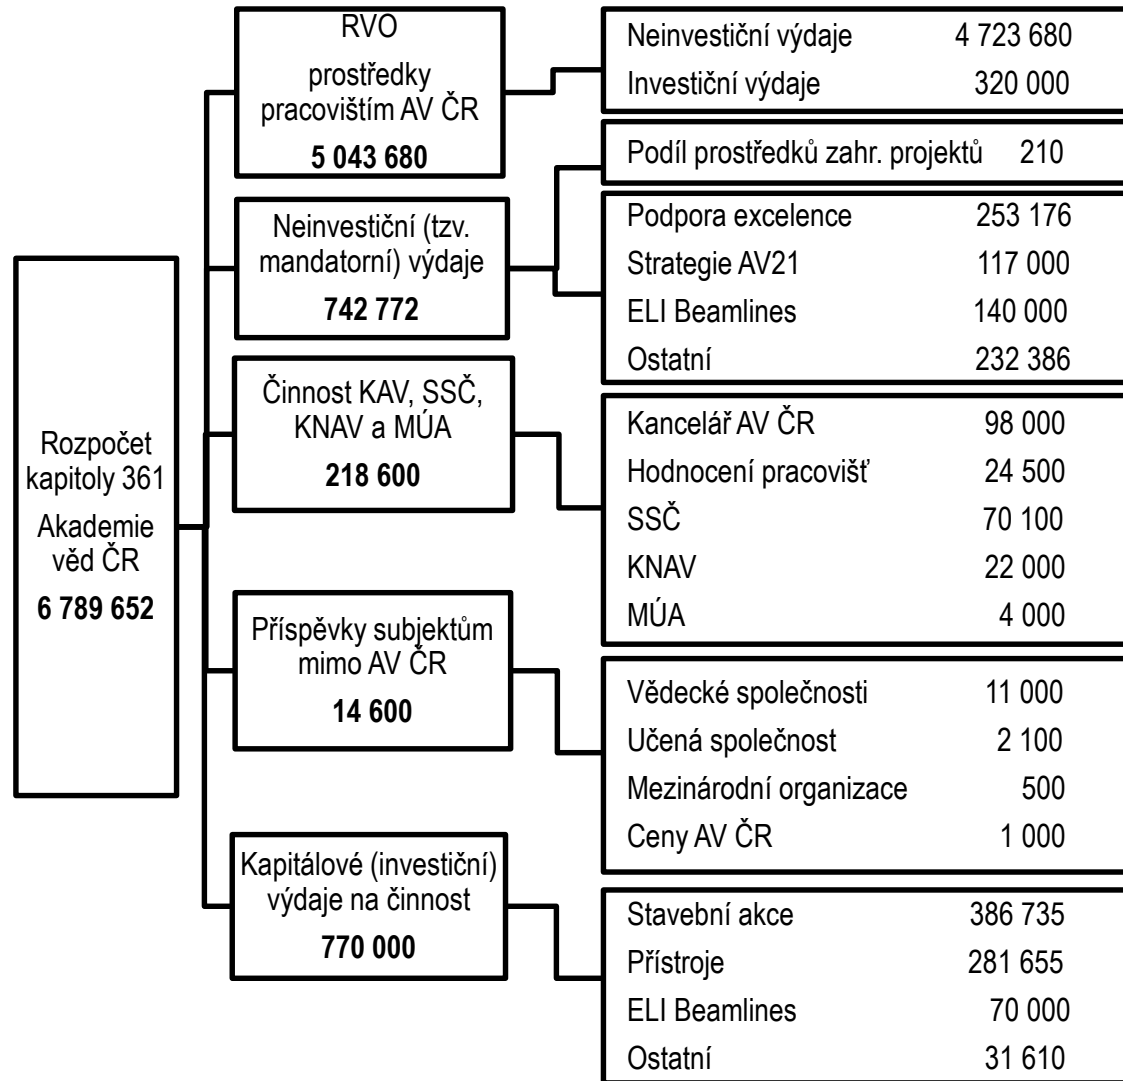 Rozpočet
kapitoly 361
Akademie
věd ČR
6 789 652
RVO
prostředky
pracovištím AV ČR
5 043 680
Neinvestiční výdaje 4 723 680
Investiční výdaje 320 000
Neinvestiční (tzv.
mandatorní) výdaje
742 772
Podíl prostředků zahr. projektů 210
Podpora excelence 253 176
Strategie AV21 117 000
ELI Beamlines 140 000
Ostatní 232 386
Činnost KAV, SSČ,
KNAV a MÚA
218 600
Kancelář AV ČR 98 000
Hodnocení pracovišť 24 500
SSČ 70 100
KNAV 22 000
MÚA 4 000
Příspěvky subjektům
mimo AV ČR
14 600
Vědecké společnosti 11 000
Učená společnost 2 100
Mezinárodní organizace 500
Ceny AV ČR 1 000
Kapitálové (investiční)
výdaje na činnost
770 000
Stavební akce 386 735
Přístroje 281 655
ELI Beamlines 70 000
Ostatní 31 610